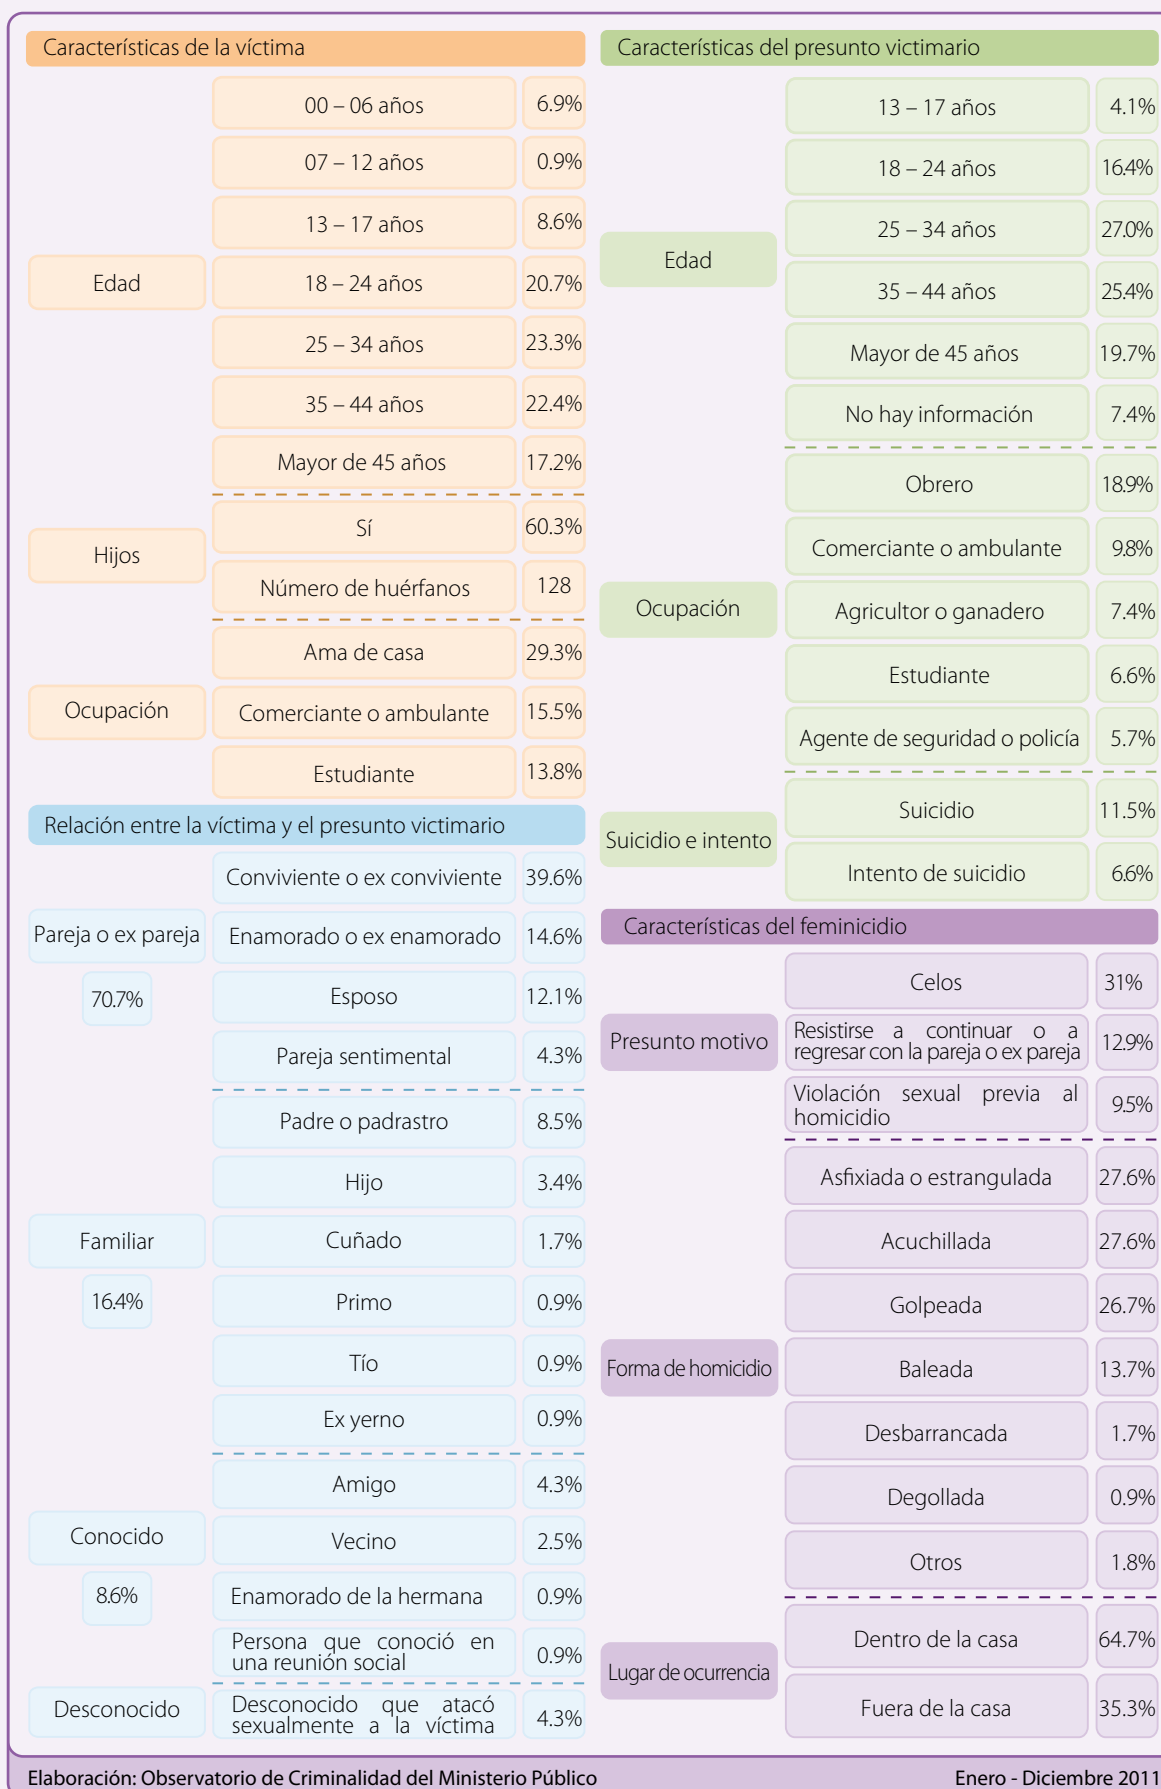 Características de la víctima
00 – 06 años 6.9%
07 – 12 años 0.9%
13 – 17 años 8.6%
Edad 18 – 24 años 20.7%
25 – 34 años 23.3%
35 – 44 años 22.4%
Mayor de 45 años 17.2%
Sí 60.3%
Hijos
Número de huérfanos 128
Ama de casa 29.3%
Ocupación Comerciante o ambulante 15.5%
Estudiante 13.8%
Relación entre la víctima y el presunto victimario
Conviviente o ex conviviente 39.6%
Pareja o ex pareja Enamorado o ex enamorado 14.6%
70.7% Esposo 12.1%
Pareja sentimental 4.3%
Padre o padrastro 8.5%
Hijo 3.4%
Familiar Cuñado 1.7%
16.4% Primo 0.9%
Tío 0.9%
Ex yerno 0.9%
Amigo 4.3%
Conocido Vecino 2.5%
8.6% Enamorado de la hermana 0.9%
Persona que conoció en
una reunión social 0.9%
Desconocido Desconocido que atacó
sexualmente a la víctima 4.3%
Características del presunto victimario
13 – 17 años 4.1%
18 – 24 años 16.4%
25 – 34 años 27.0%
Edad
35 – 44 años 25.4%
Mayor de 45 años 19.7%
No hay información 7.4%
Obrero 18.9%
Comerciante o ambulante 9.8%
Ocupación Agricultor o ganadero 7.4%
Estudiante 6.6%
Agente de seguridad o policía 5.7%
Suicidio 11.5%
Suicidio e intento
Intento de suicidio 6.6%
Características del feminicidio
Celos 31%
Presunto motivo Resistirse a continuar o a
regresar con la pareja o ex pareja 12.9%
Violación sexual previa al
homicidio 9.5%
Asfixiada o estrangulada 27.6%
Acuchillada 27.6%
Golpeada 26.7%
Forma de homicidio Baleada 13.7%
Desbarrancada 1.7%
Degollada 0.9%
Otros 1.8%
Dentro de la casa 64.7%
Lugar de ocurrencia
Fuera de la casa 35.3%
Elaboración: Observatorio de Criminalidad del Ministerio Público Enero - Diciembre 2011